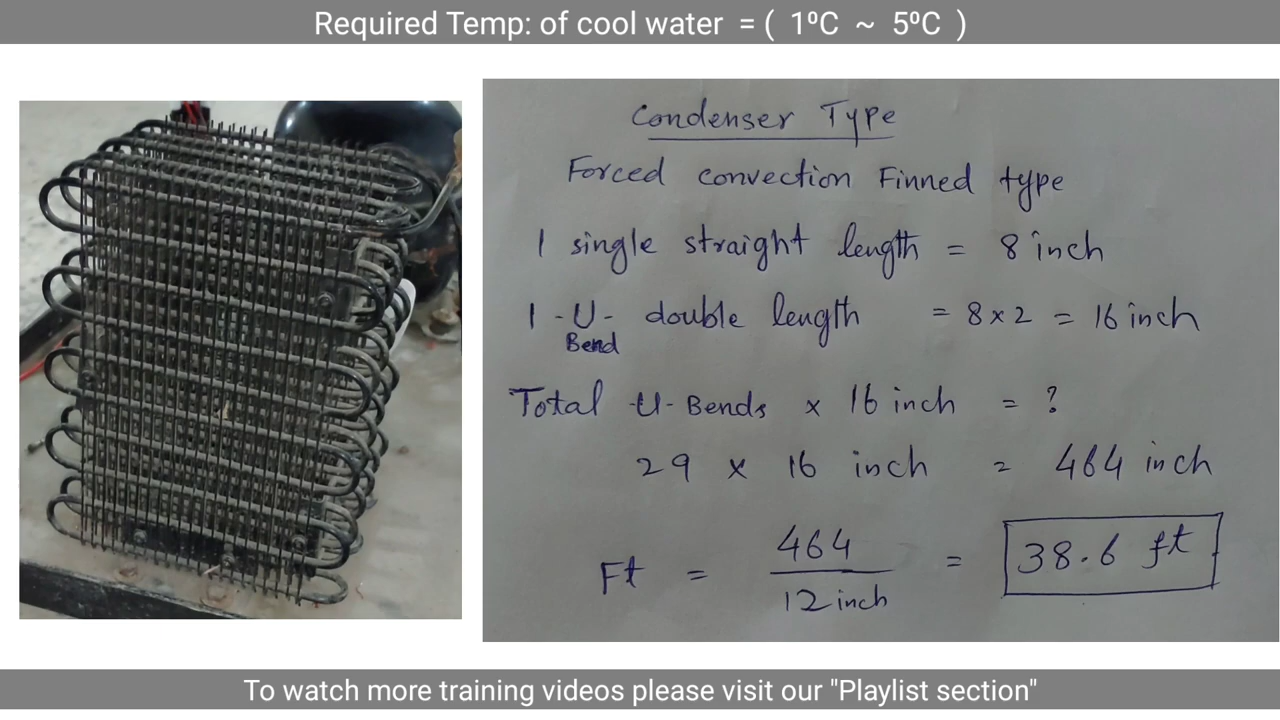 Required Temp: of cool water = ( 1⁰C ~ 5⁰C )
Condenser Type
Forced convection Finned type
1 single straight length = 8 inch
1 - U - double length = 8 x 2 = 16 inch
Bend
Total U-Bends x 16 inch = ?
29 x 16 inch = 464 inch
Ft = 464 / 12 inch = 38.6 ft
To watch more training videos please visit our "Playlist section"